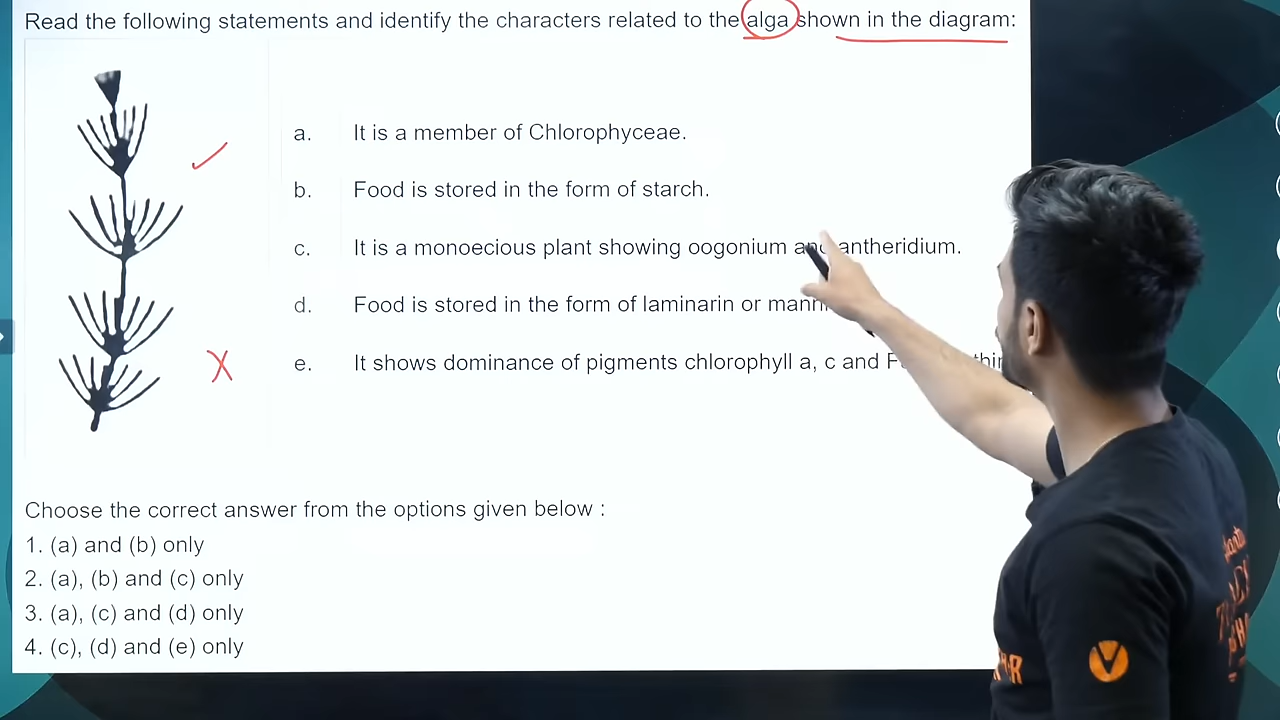 Read the following statements and identify the characters related to the alga shown in the diagram:
a. It is a member of Chlorophyceae.
b. Food is stored in the form of starch.
c. It is a monoecious plant showing oogonium and antheridium.
d. Food is stored in the form of laminarin or
e. It shows dominance of pigments chlorophyll a, c and
Choose the correct answer from the options given below :
1. (a) and (b) only
2. (a), (b) and (c) only
3. (a), (c) and (d) only
4. (c), (d) and (e) only